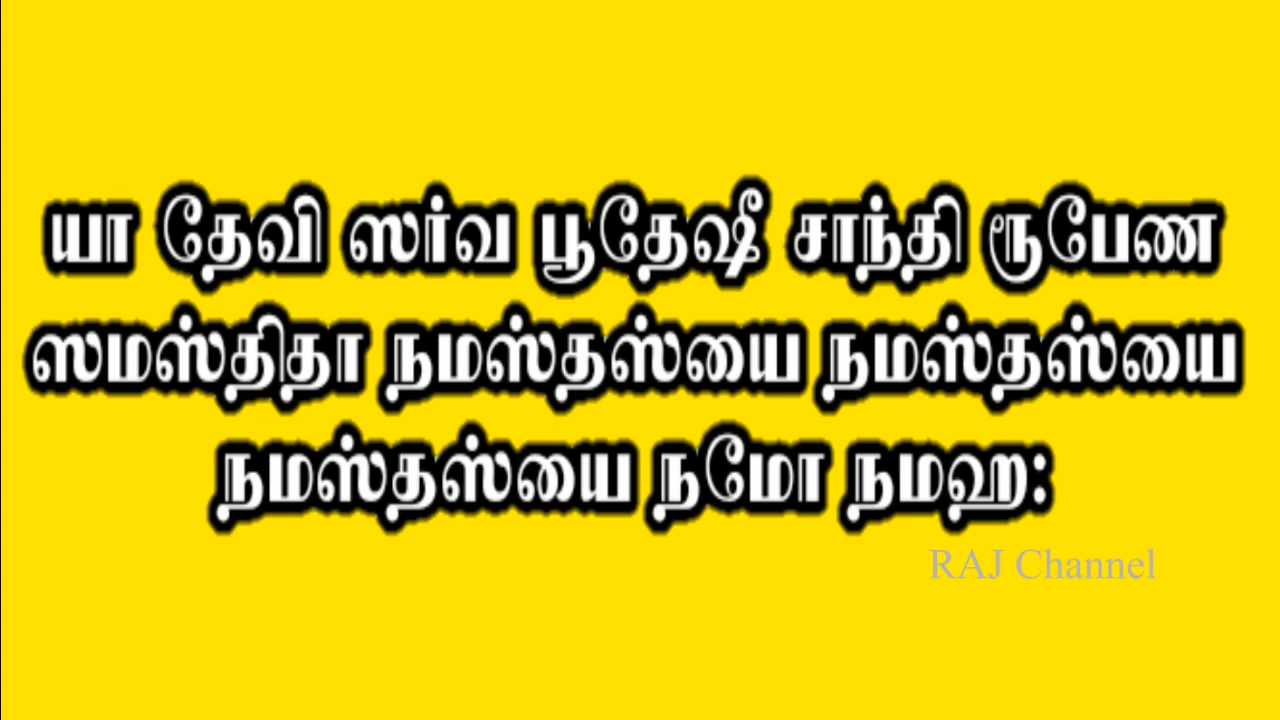 யா தேவி ஸர்வ பூதேஷீ சாந்தி ரூபேண
ஸமஸ்திதா நமஸ்தஸ்யை நமஸ்தஸ்யை
நமஸ்தஸ்யை நமோ நமஹ:
RAJ Channel